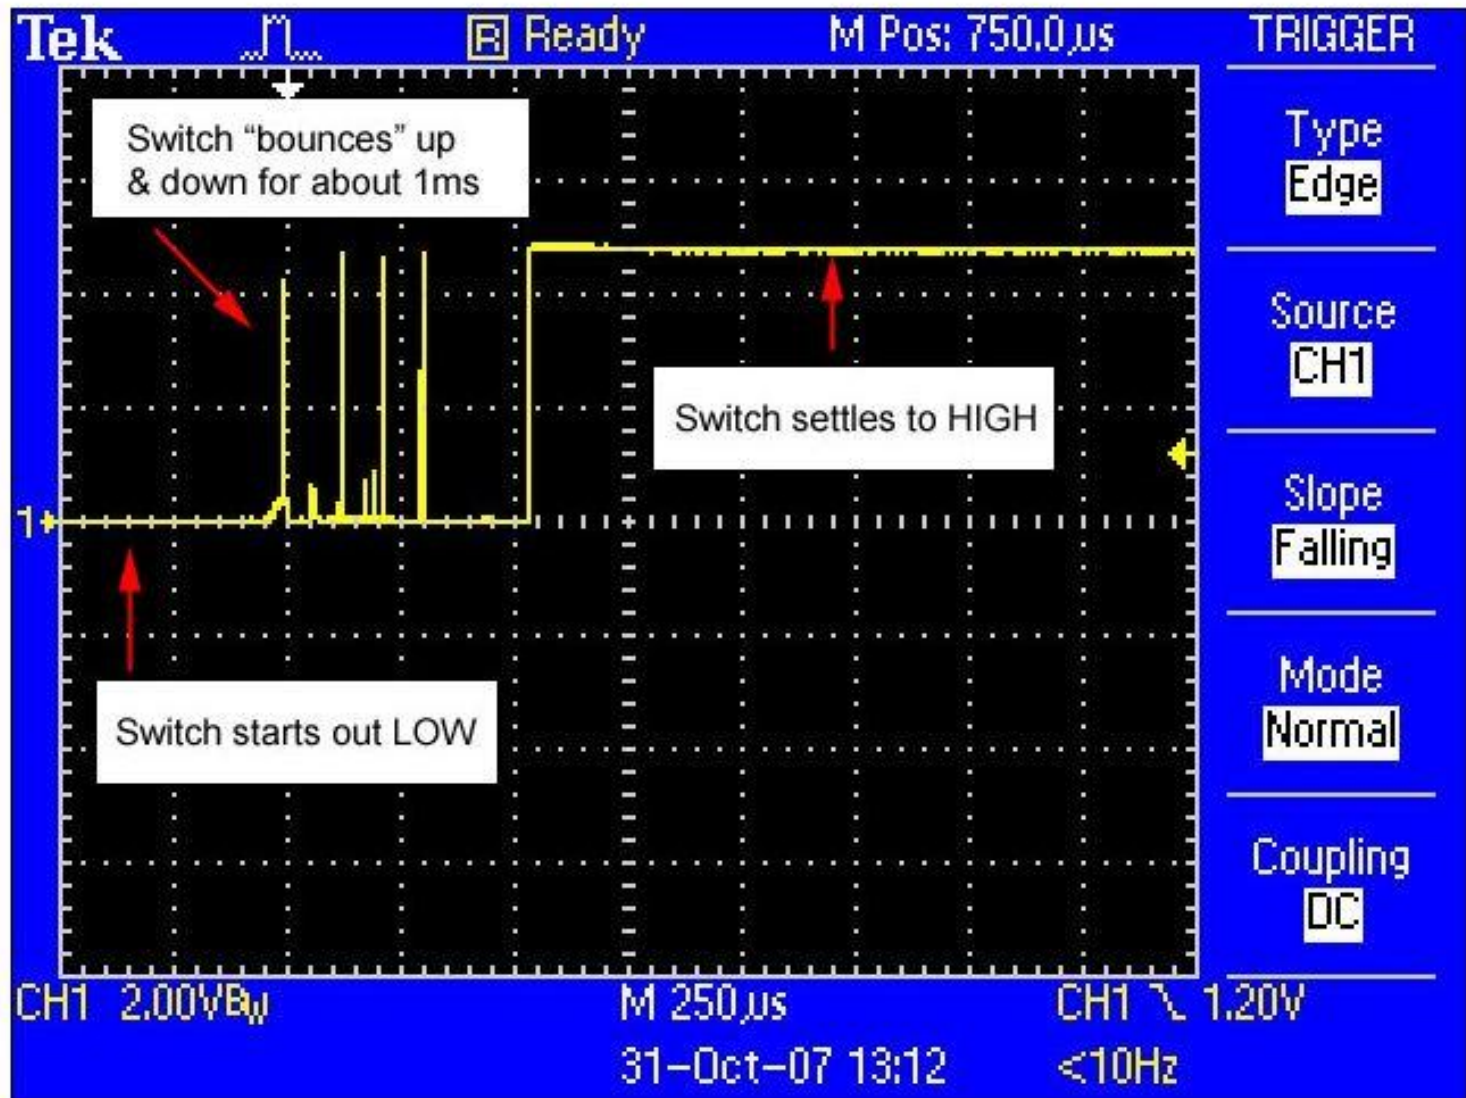 Tek
R Ready
M Pos: 750.0µs
TRIGGER
Switch “bounces” up
& down for about 1ms
Type
Edge
Source
CH1
Switch settles to HIGH
Slope
Falling
1
Switch starts out LOW
Mode
Normal
Coupling
DC
CH1 2.00VBw
M 250µs
CH1 1.20V
31-Oct-07 13:12
<10Hz